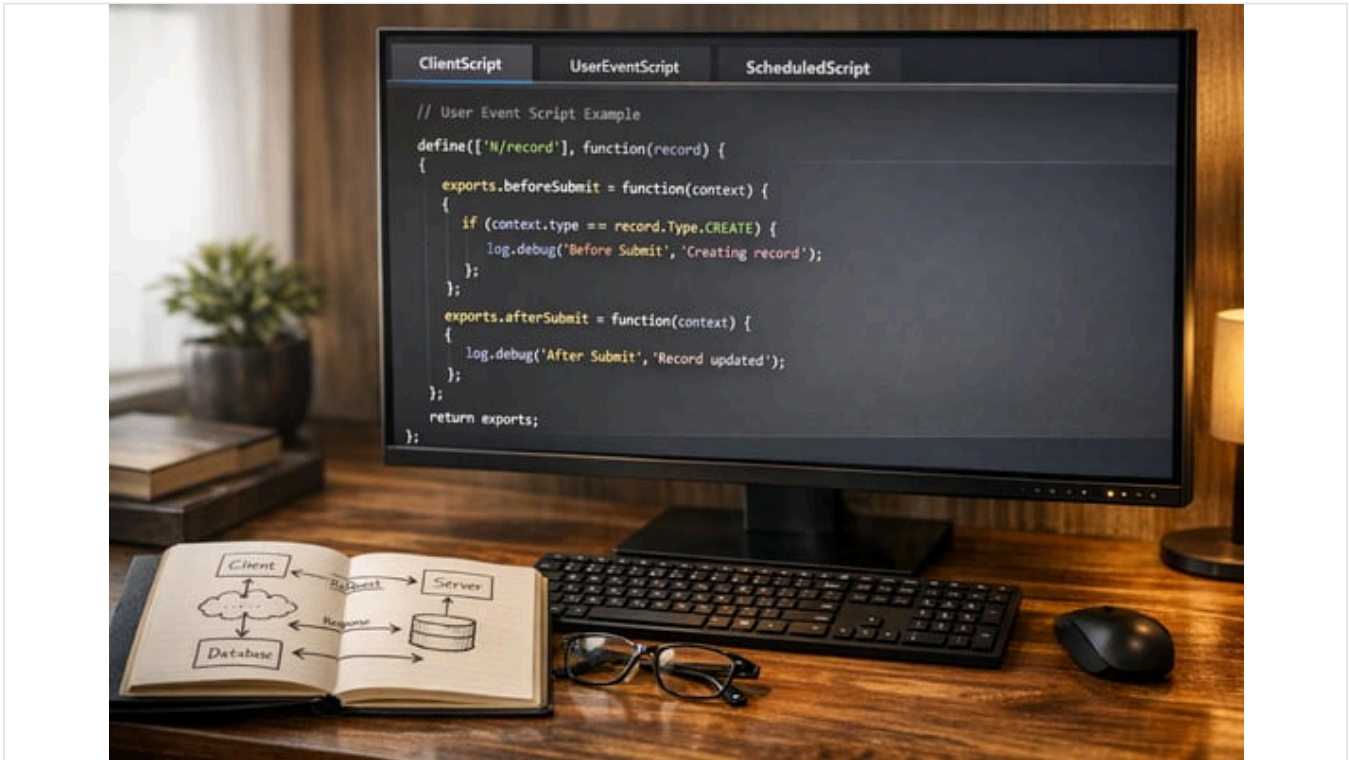 ClientScript UserEventScript ScheduledScript
// User Event Script Example
define(['N/record'], function(record) {
{
exports.beforeSubmit = function(context) {
{
if (context.type == record.Type.CREATE) {
log.debug('Before Submit', 'Creating record');
};
};
exports.afterSubmit = function(context) {
{
log.debug('After Submit', 'Record updated');
};
};
return exports;
};
Client
Request
Server
Response
Database